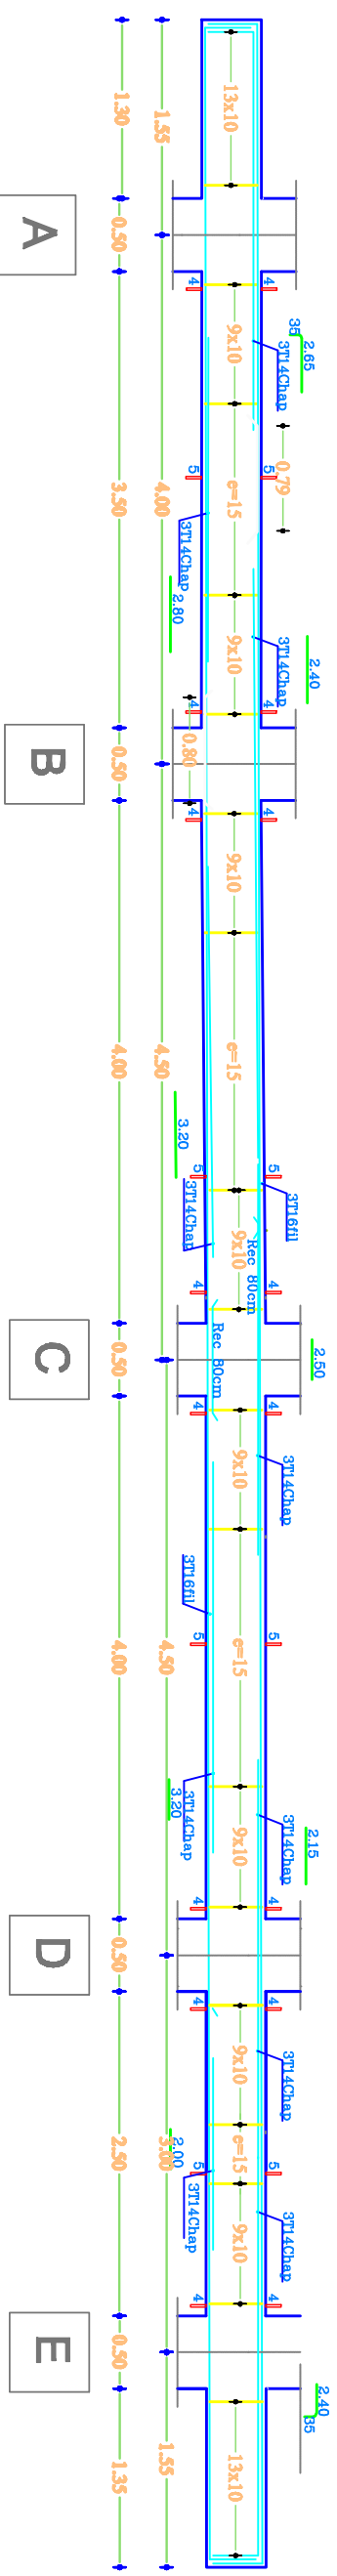 13x10
1.30
1.55
A
0.50
4
4
9x10
35
2.65
3T14Chap
0.79
5
5
e=15
3.50
4.00
3T14Chap
2.80
9x10
3T14Chap
2.40
4
4
B
0.50
0.80
4
4
9x10
e=15
4.00
4.50
3.20
5
5
3T14Chap
3T16fil
9x10
Rec 80cm
4
4
C
0.50
Rec 80cm
2.50
4
4
9x10
3T14Chap
3T16fil
5
5
e=15
4.00
4.50
3T14Chap
3.20
9x10
3T14Chap
2.15
4
4
D
0.50
4
4
9x10
3T14Chap
e=15
2.50
3.00
2.00
5
5
3T14Chap
9x10
3T14Chap
4
4
E
0.50
2.40
35
13x10
1.35
1.55